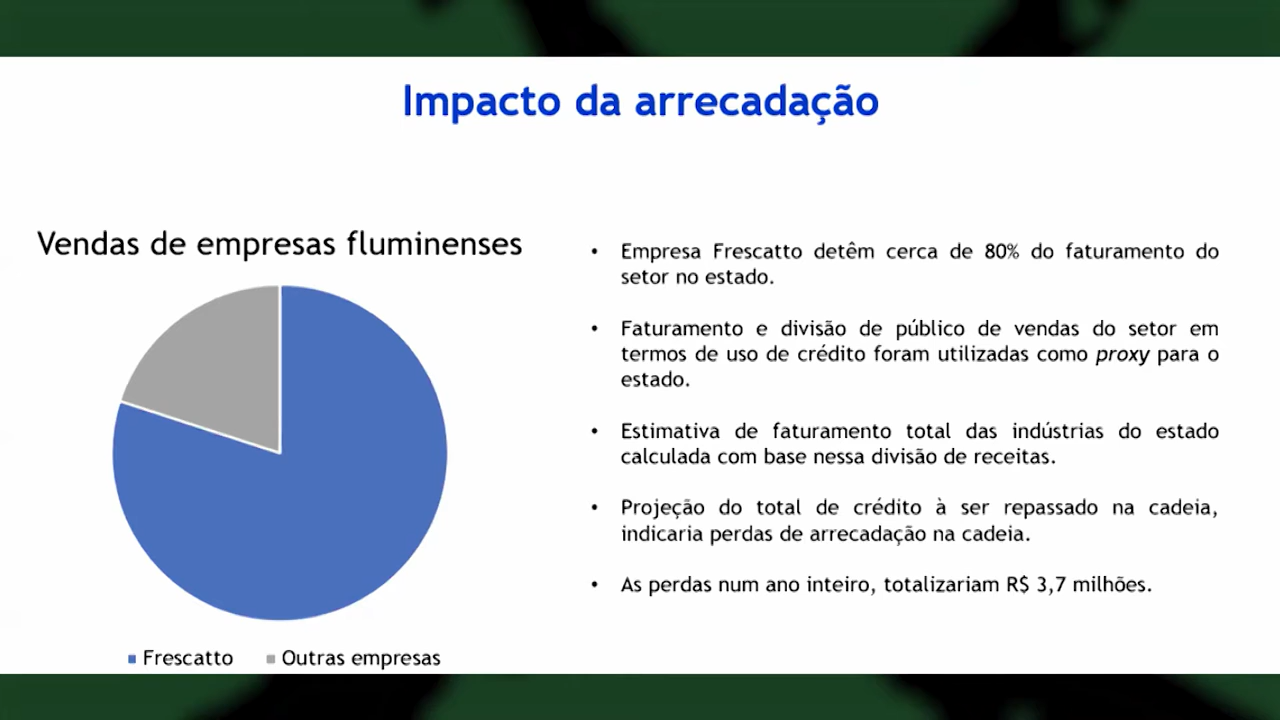 Impacto da arrecadação
Vendas de empresas fluminenses
Frescatto
Outras empresas
• Empresa Frescatto detêm cerca de 80% do faturamento do
setor no estado.
• Faturamento e divisão de público de vendas do setor em
termos de uso de crédito foram utilizadas como proxy para o
estado.
• Estimativa de faturamento total das indústrias do estado
calculada com base nessa divisão de receitas.
• Projeção do total de crédito à ser repassado na cadeia,
indicaria perdas de arrecadação na cadeia.
• As perdas num ano inteiro, totalizariam R$ 3,7 milhões.